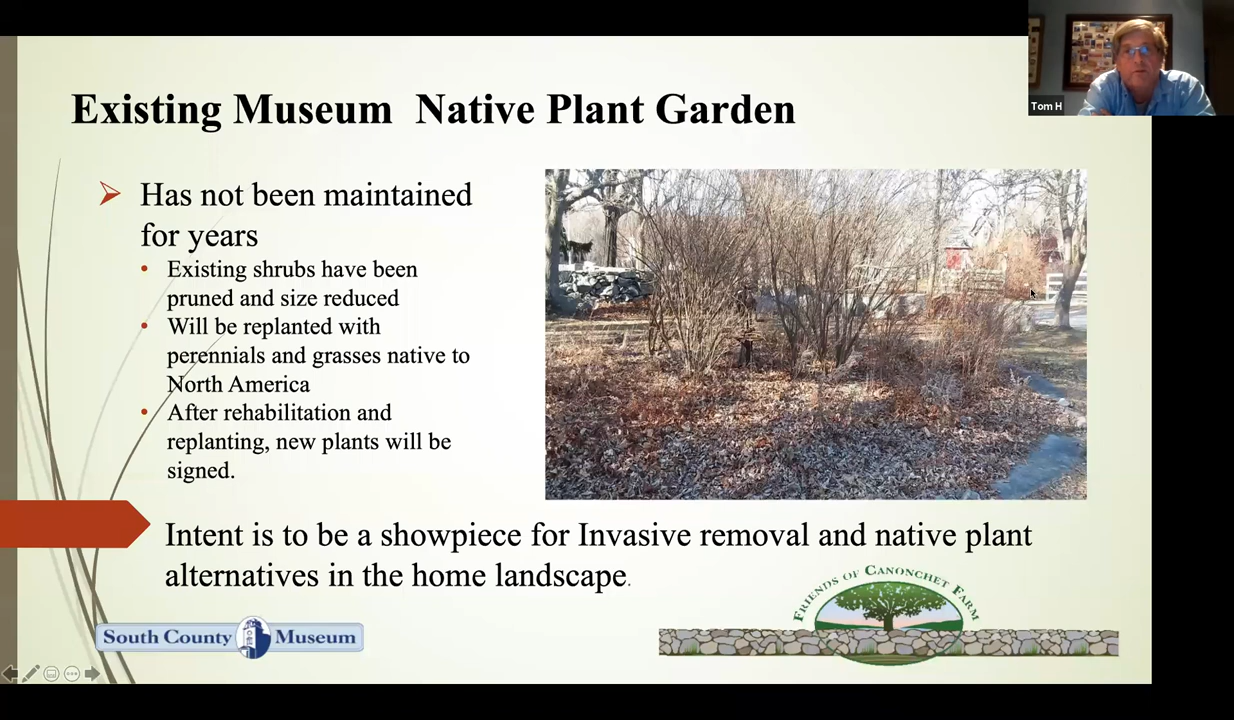 Tom H
Existing Museum Native Plant Garden
Has not been maintained
for years
Existing shrubs have been
pruned and size reduced
Will be replanted with
perennials and grasses native to
North America
After rehabilitation and
replanting, new plants will be
signed.
Intent is to be a showpiece for Invasive removal and native plant
alternatives in the home landscape.
FRIENDS OF CANONCHET FARM
South County Museum